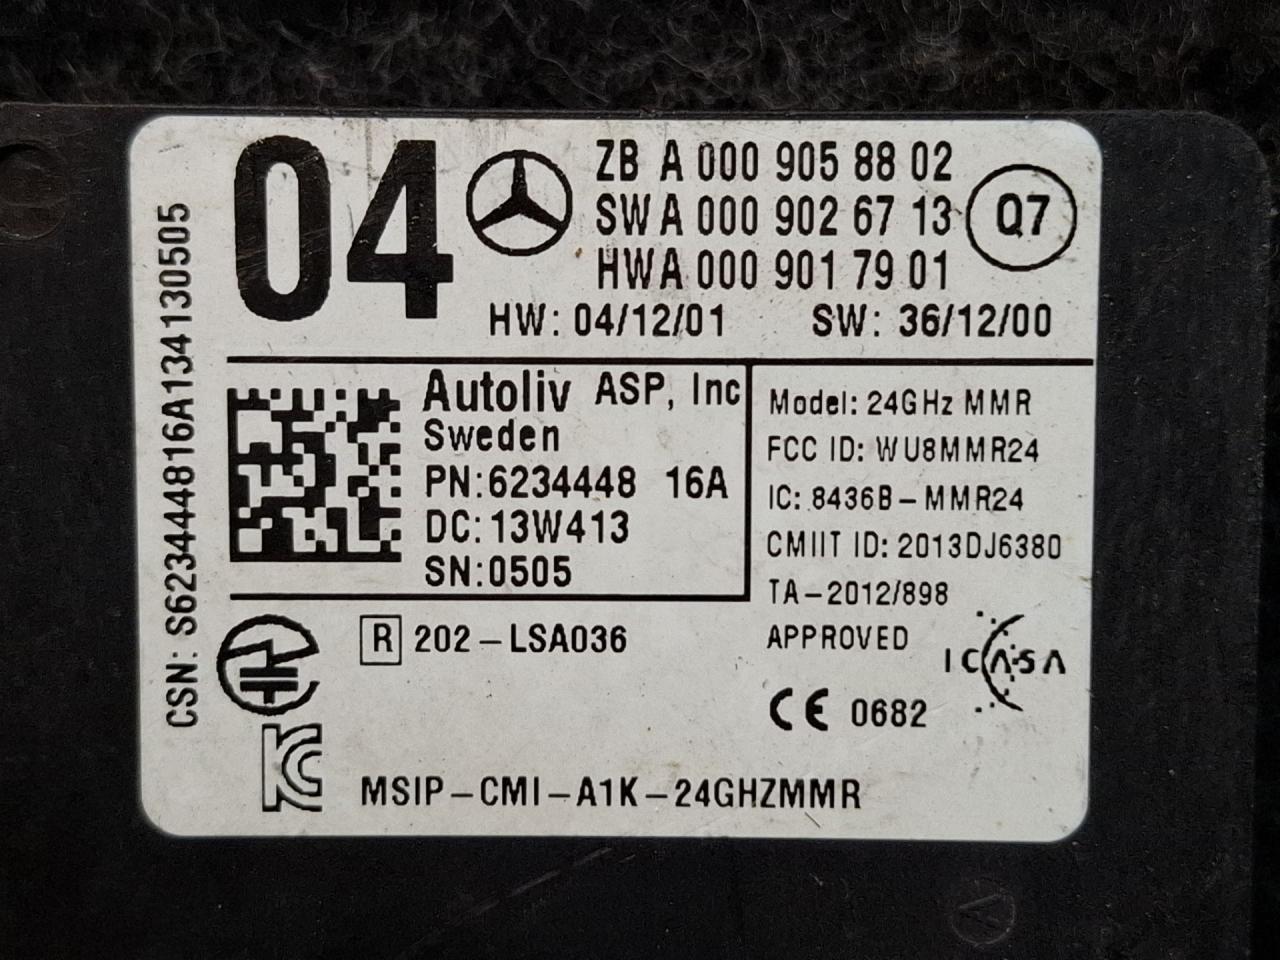 04
ZB A 000 905 88 02
SW A 000 902 67 13
Q7
HW A 000 901 79 01
HW: 04/12/01 SW: 36/12/00
CSN: S623444816A134130505
Autoliv ASP, Inc
Sweden
PN:6234448 16A
DC:13W413
SN:0505
Model: 24GHz MMR
FCC ID: WU8MMR24
IC: 8436B-MMR24
CMIIT ID: 2013DJ6380
TA-2012/898
APPROVED
ICASA
R 202-LSA036
CE 0682
KC
MSIP-CMI-A1K-24GHZMMR